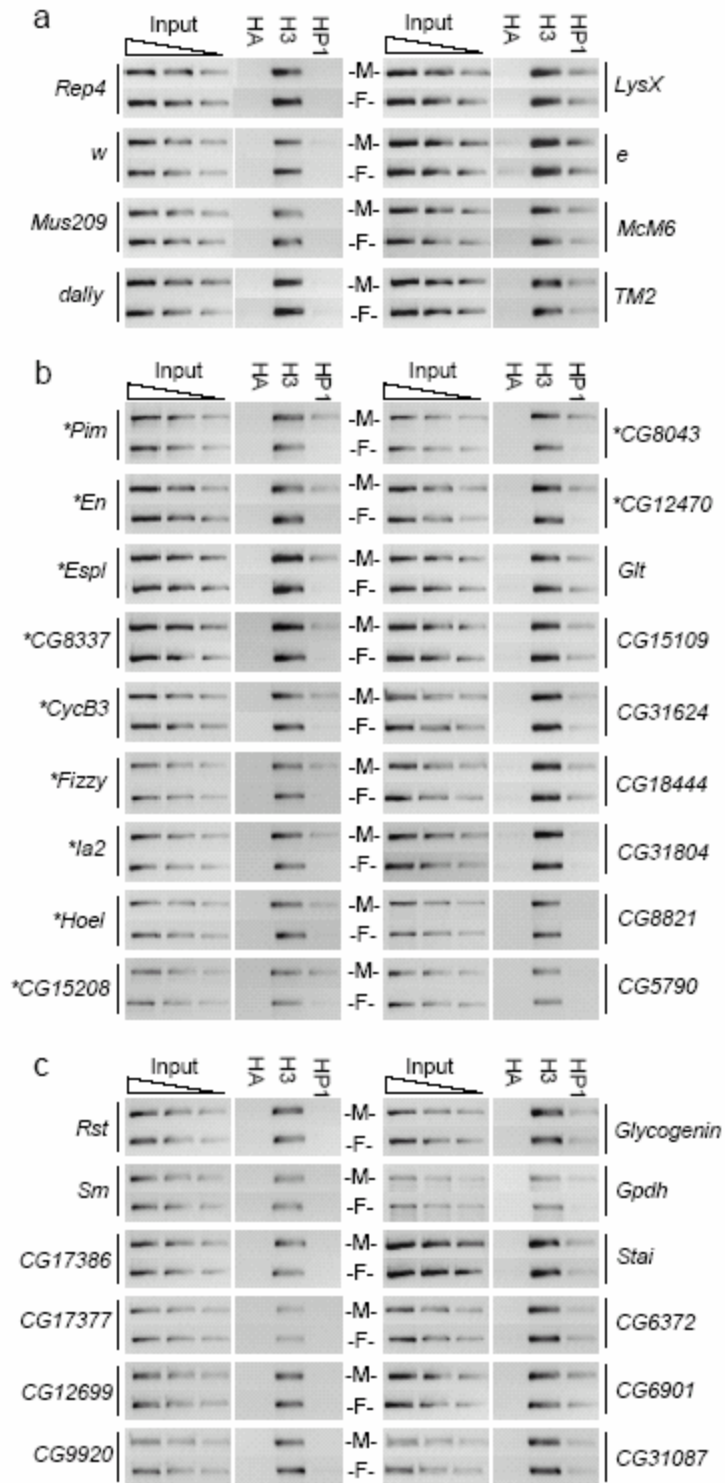 a
Input HA H3 HP1 Input HA H3 HP1
Rep4 -M- LysX
-F-
w -M- e
-F-
Mus209 -M- McM6
-F-
dally -M- TM2
-F-
b
Input HA H3 HP1 Input HA H3 HP1
*Pim -M- *CG8043
-F-
*En -M- *CG12470
-F-
*Espl -M- Glt
-F-
*CG8337 -M- CG15109
-F-
*CycB3 -M- CG31624
-F-
*Fizzy -M- CG18444
-F-
*Ia2 -M- CG31804
-F-
*Hoel -M- CG8821
-F-
*CG15208 -M- CG5790
-F-
c
Input HA H3 HP1 Input HA H3 HP1
Rst -M- Glycogenin
-F-
Sm -M- Gpdh
-F-
CG17386 -M- Stai
-F-
CG17377 -M- CG6372
-F-
CG12699 -M- CG6901
-F-
CG9920 -M- CG31087
-F-